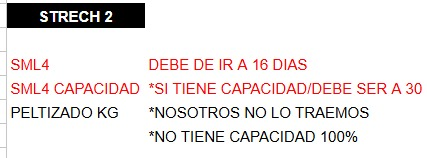 STRECH 2
SML4 DEBE DE IR A 16 DIAS
SML4 CAPACIDAD *SI TIENE CAPACIDAD/DEBE SER A 30
PELTIZADO KG *NOSOTROS NO LO TRAEMOS
*NO TIENE CAPACIDAD 100%